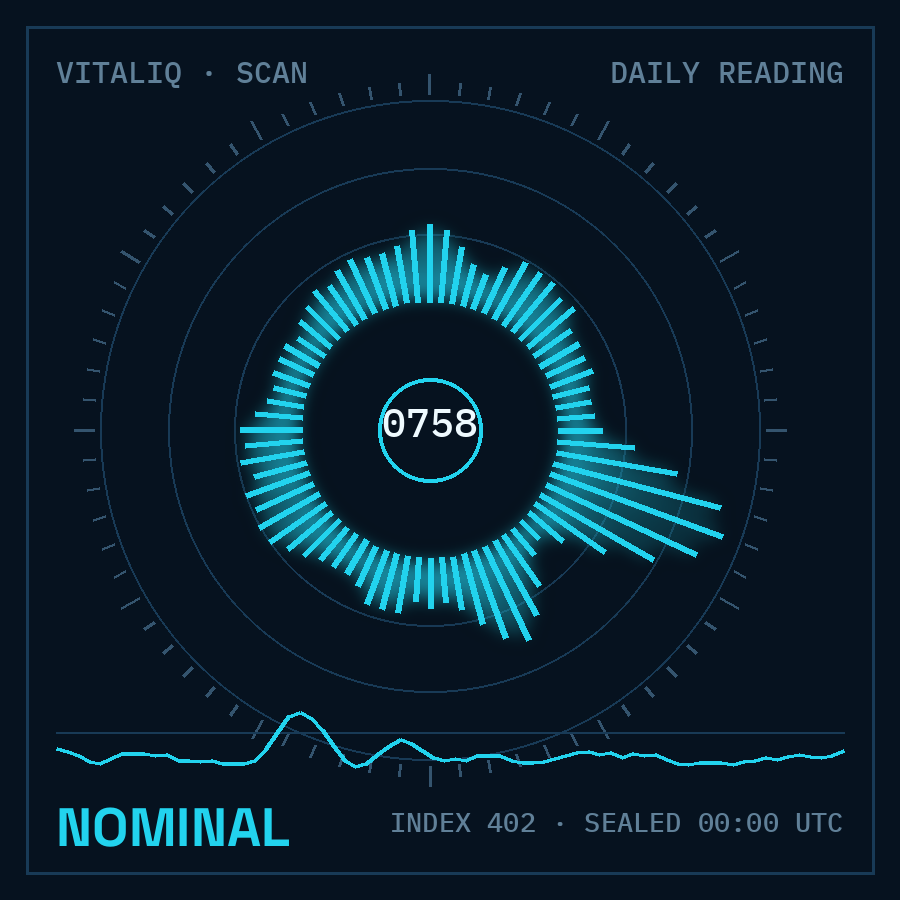 VITALIQ · SCAN
DAILY READING
0758
NOMINAL
INDEX 402 · SEALED 00:00 UTC